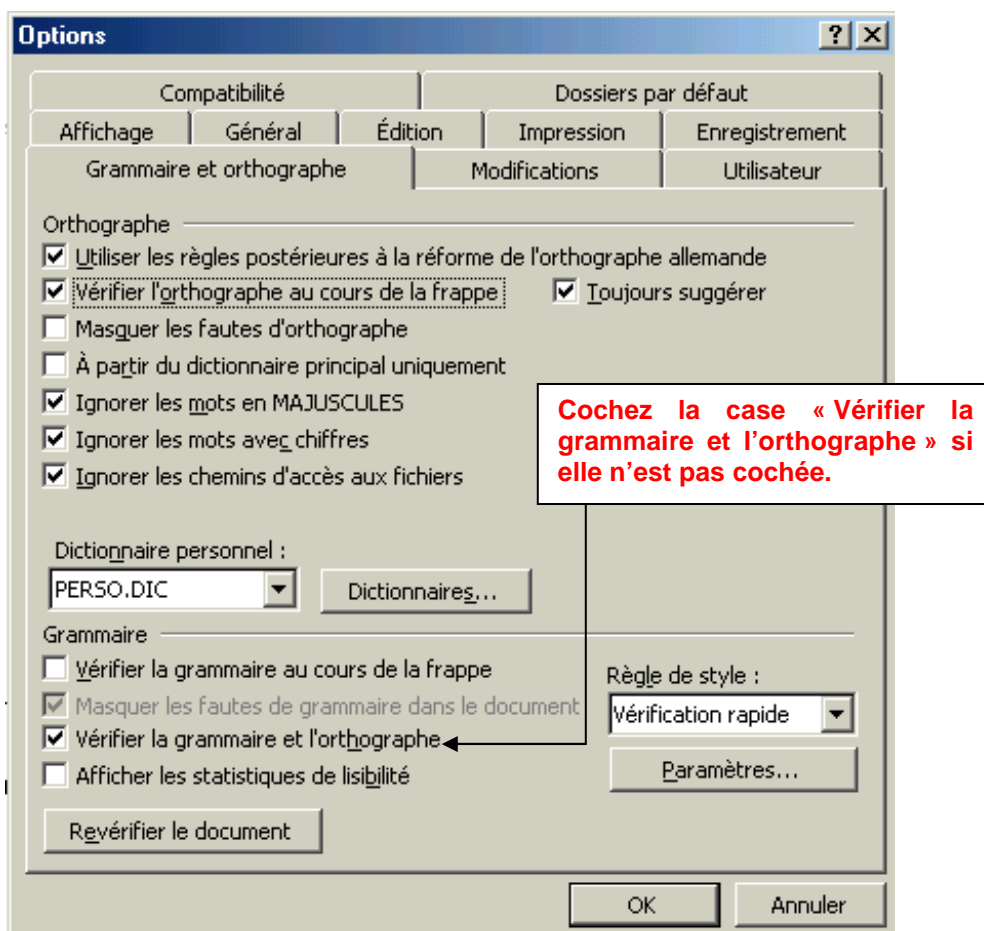 Options
Compatibilité Dossiers par défaut
Affichage Général Édition Impression Enregistrement
Grammaire et orthographe Modifications Utilisateur
Orthographe
Utiliser les règles postérieures à la réforme de l'orthographe allemande
Vérifier l'orthographe au cours de la frappe Toujours suggérer
Masquer les fautes d'orthographe
À partir du dictionnaire principal uniquement
Ignorer les mots en MAJUSCULES
Ignorer les mots avec chiffres
Ignorer les chemins d'accès aux fichiers
Cochez la case « Vérifier la
grammaire et l'orthographe » si
elle n'est pas cochée.
Dictionnaire personnel :
PERSO.DIC Dictionnaires...
Grammaire
Vérifier la grammaire au cours de la frappe
Masquer les fautes de grammaire dans le document
Vérifier la grammaire et l'orthographe
Afficher les statistiques de lisibilité
Règle de style :
Vérification rapide
Paramètres...
Revérifier le document
OK Annuler